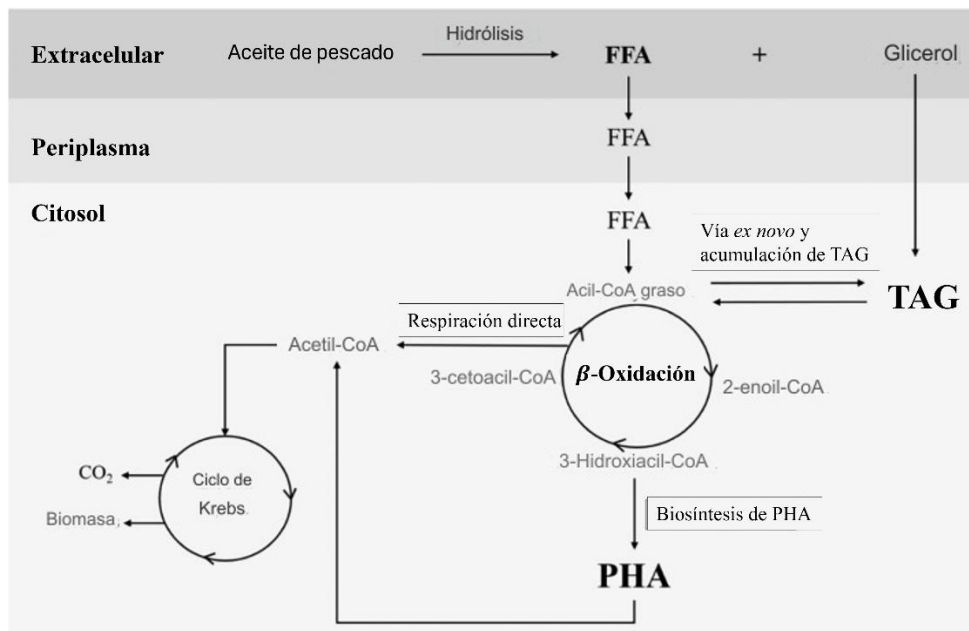 Hidrólisis
Extracelular Aceite de pescado FFA + Glicerol
Periplasma FFA
Citosol FFA
Vía ex novo y
acumulación de TAG
TAG
Acil-CoA graso
Respiración directa
Acetil-CoA
3-cetoacil-CoA β-Oxidación 2-enoil-CoA
3-Hidroxiacil-CoA
CO₂ Ciclo de
Biomasa Krebs
Biosíntesis de PHA
PHA